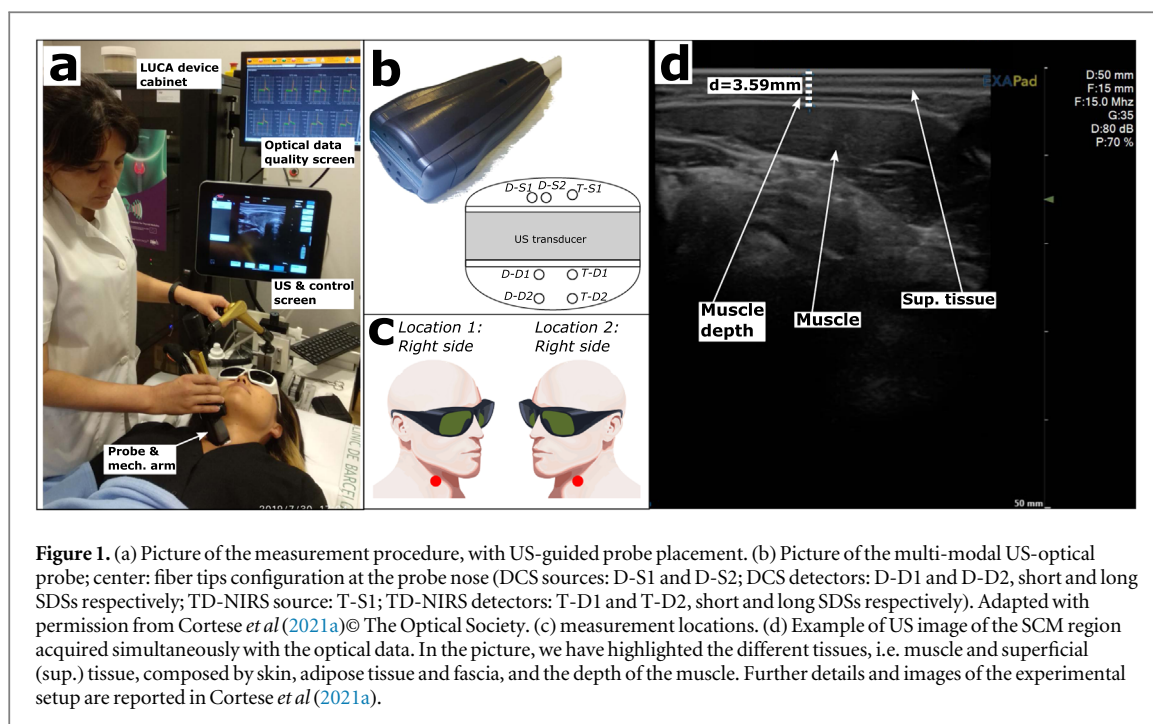 a
LUCA device
cabinet
Optical data
quality screen
US & control
screen
Probe &
mech. arm
b
D-S1
D-S2
T-S1
US transducer
D-D1
T-D1
D-D2
T-D2
c
Location 1:
Right side
Location 2:
Right side
d
d=3.59mm
EXAPad
D:50 mm
F:15 mm
F:15.0 Mhz
G:35
D:80 dB
P:70 %
Muscle
depth
Muscle
Sup. tissue
50 mm
Figure 1. (a) Picture of the measurement procedure, with US-guided probe placement. (b) Picture of the multi-modal US-optical
probe; center: fiber tips configuration at the probe nose (DCS sources: D-S1 and D-S2; DCS detectors: D-D1 and D-D2, short and long
SDSs respectively; TD-NIRS source: T-S1; TD-NIRS detectors: T-D1 and T-D2, short and long SDSs respectively). Adapted with
permission from Cortese et al (2021a)© The Optical Society. (c) measurement locations. (d) Example of US image of the SCM region
acquired simultaneously with the optical data. In the picture, we have highlighted the different tissues, i.e. muscle and superficial
(sup.) tissue, composed by skin, adipose tissue and fascia, and the depth of the muscle. Further details and images of the experimental
setup are reported in Cortese et al (2021a).